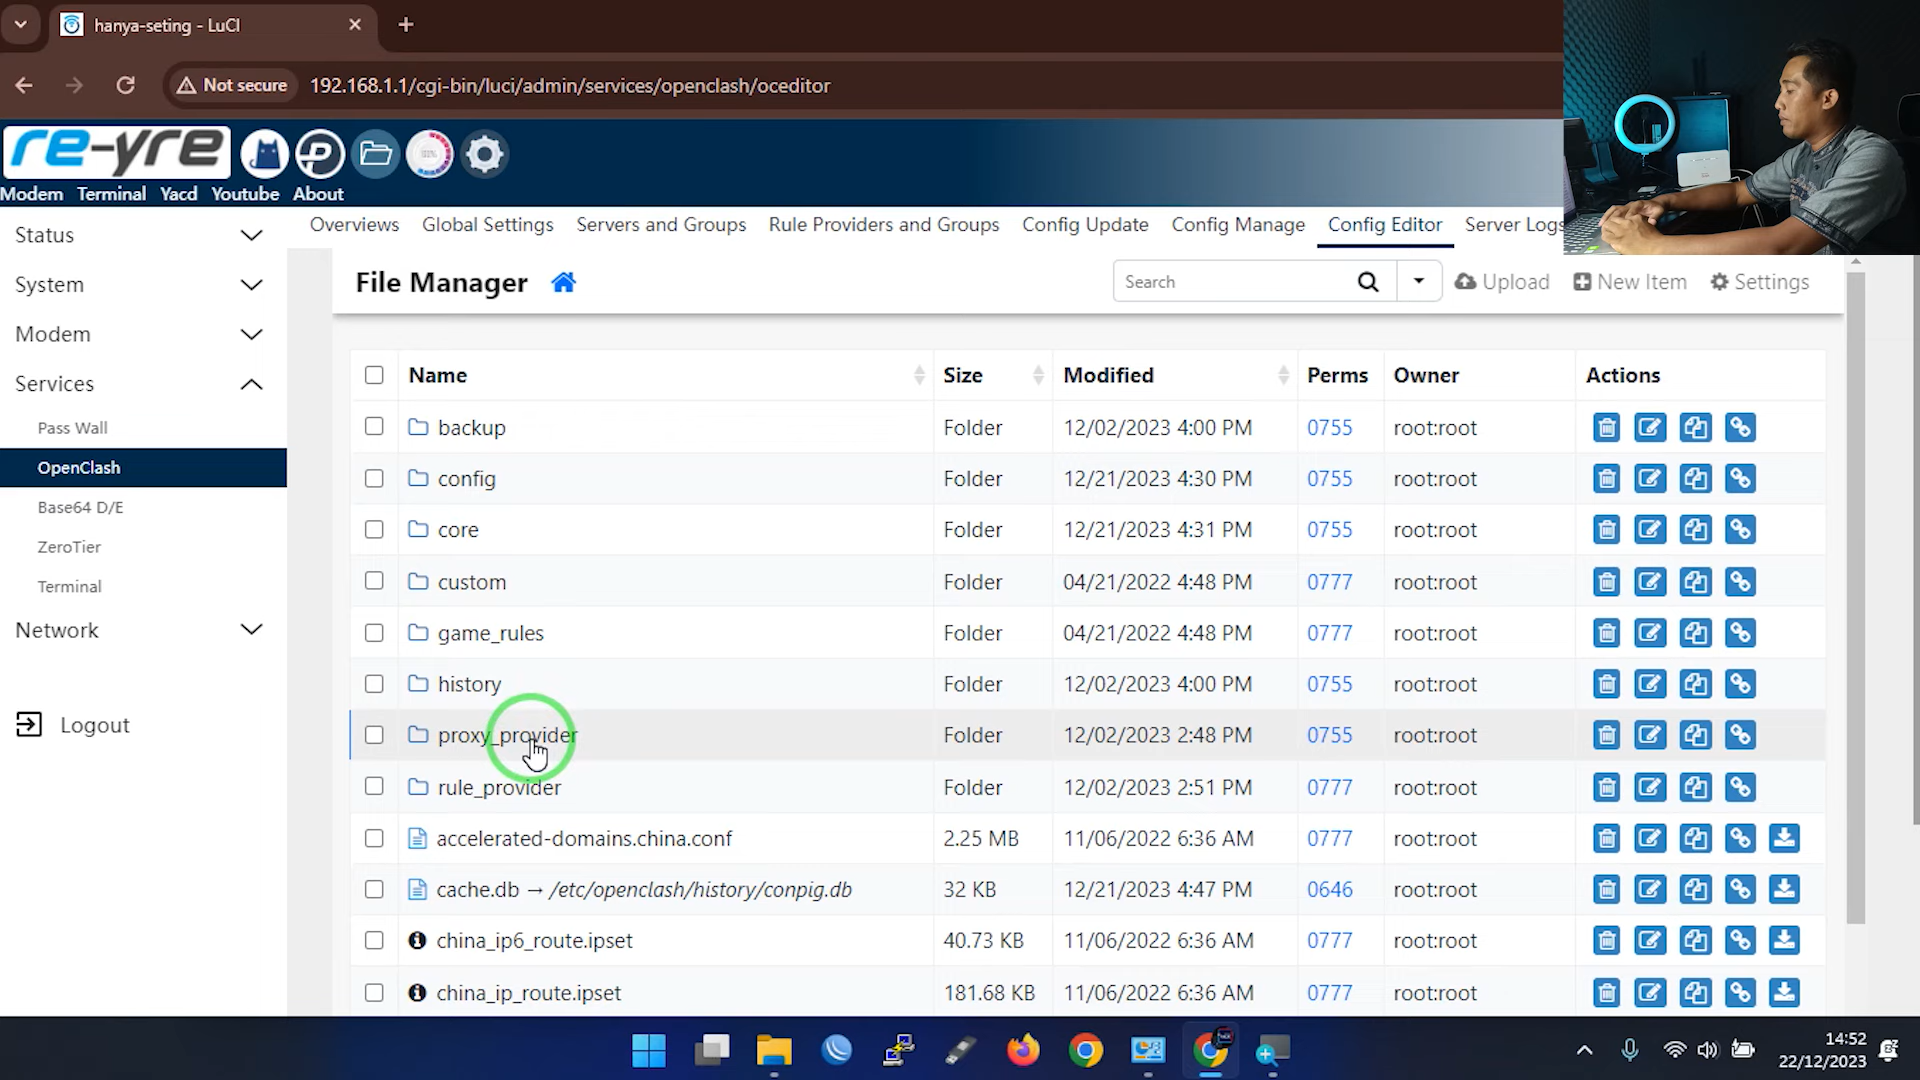 hanya-seting - LuCI
Not secure
192.168.1.1/cgi-bin/luci/admin/services/openclash/oceditor
re-yre
Modem Terminal Yacd Youtube About
Status
System
Modem
Services
Pass Wall
OpenClash
Base64 D/E
ZeroTier
Terminal
Network
Logout
Overviews Global Settings Servers and Groups Rule Providers and Groups Config Update Config Manage Config Editor Server Logs
File Manager
Search
Upload
New Item
Settings
Name Size Modified Perms Owner Actions
backup Folder 12/02/2023 4:00 PM 0755 root:root
config Folder 12/21/2023 4:30 PM 0755 root:root
core Folder 12/21/2023 4:31 PM 0755 root:root
custom Folder 04/21/2022 4:48 PM 0777 root:root
game_rules Folder 04/21/2022 4:48 PM 0777 root:root
history Folder 12/02/2023 4:00 PM 0755 root:root
proxy_provider Folder 12/02/2023 2:48 PM 0755 root:root
rule_provider Folder 12/02/2023 2:51 PM 0777 root:root
accelerated-domains.china.conf 2.25 MB 11/06/2022 6:36 AM 0777 root:root
cache.db → /etc/openclash/history/conpig.db 32 KB 12/21/2023 4:47 PM 0646 root:root
china_ip6_route.ipset 40.73 KB 11/06/2022 6:36 AM 0777 root:root
china_ip_route.ipset 181.68 KB 11/06/2022 6:36 AM 0777 root:root
14:52
22/12/2023